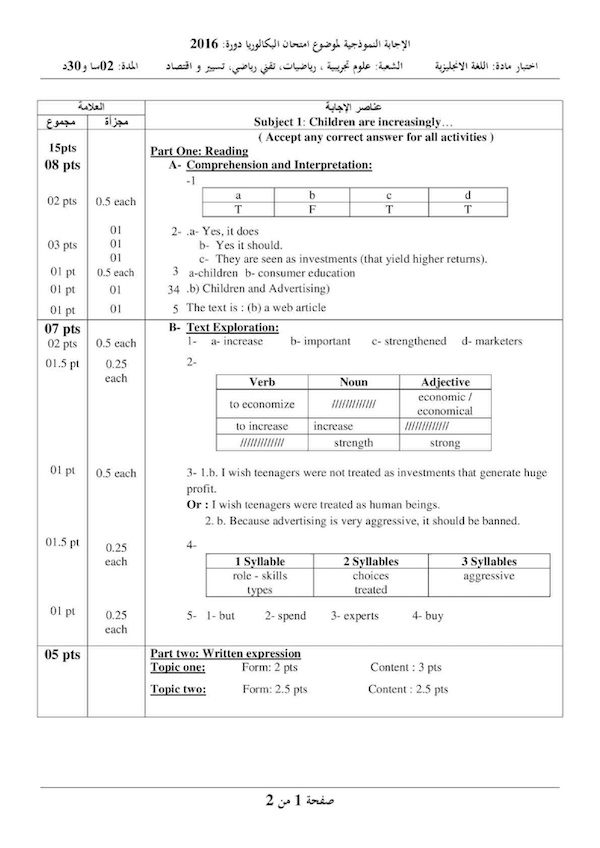 الإجابة النموذجية لموضوع امتحان البكالوريا دورة: 2016
اختبار مادة: اللغة الانجليزية الشعبة: علوم تجريبية ، رياضيات، تقني رياضي، تسيير و اقتصاد المدة: 02سا و30د
العلامة عناصر الإجابة
مجموع مجزأة Subject 1: Children are increasingly…
( Accept any correct answer for all activities )
15pts Part One: Reading
08 pts A- Comprehension and Interpretation:
-1
02 pts 0.5 each a b c d
T F T T
01 2- .a- Yes, it does
03 pts 01 b- Yes it should.
01 c- They are seen as investments (that yield higher returns).
01 pt 0.5 each 3 a-children b- consumer education
01 pt 01 34 .b) Children and Advertising)
01 pt 01 5 The text is : (b) a web article
07 pts B- Text Exploration:
02 pts 0.5 each 1- a- increase b- important c- strengthened d- marketers
01.5 pt 0.25 each 2-
Verb Noun Adjective
to economize ///////////// economic / economical
to increase increase /////////////
///////////// strength strong
01 pt 0.5 each 3- 1.b. I wish teenagers were not treated as investments that generate huge
profit.
Or : I wish teenagers were treated as human beings.
2. b. Because advertising is very aggressive, it should be banned.
01.5 pt 0.25 each 4-
1 Syllable 2 Syllables 3 Syllables
role - skills choices aggressive
types treated
01 pt 0.25 each 5- 1- but 2- spend 3- experts 4- buy
05 pts Part two: Written expression
Topic one: Form: 2 pts Content : 3 pts
Topic two: Form: 2.5 pts Content : 2.5 pts
صفحة 1 من 2